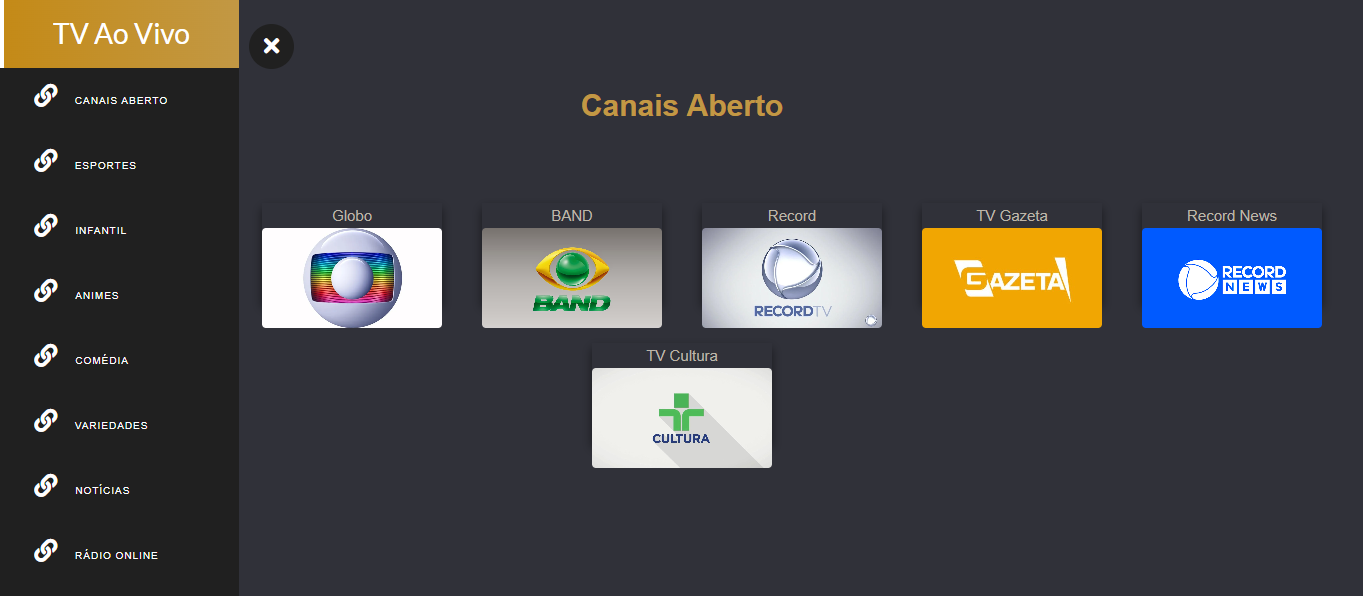 TV Ao Vivo
CANAIS ABERTO
ESPORTES
INFANTIL
ANIMES
COMÉDIA
VARIEDADES
NOTÍCIAS
RÁDIO ONLINE
Canais Aberto
Globo
BAND
BAND
Record
RECORDTV
TV Gazeta
GAZETA
Record News
RECORD
NEWS
TV Cultura
CULTURA